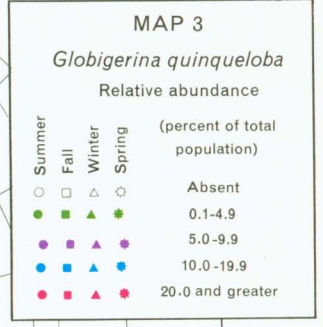 MAP 3
Globigerina quinqueloba
Relative abundance
Summer
Fall
Winter
Spring
(percent of total
population)
Absent
0.1-4.9
5.0-9.9
10.0-19.9
20.0 and greater